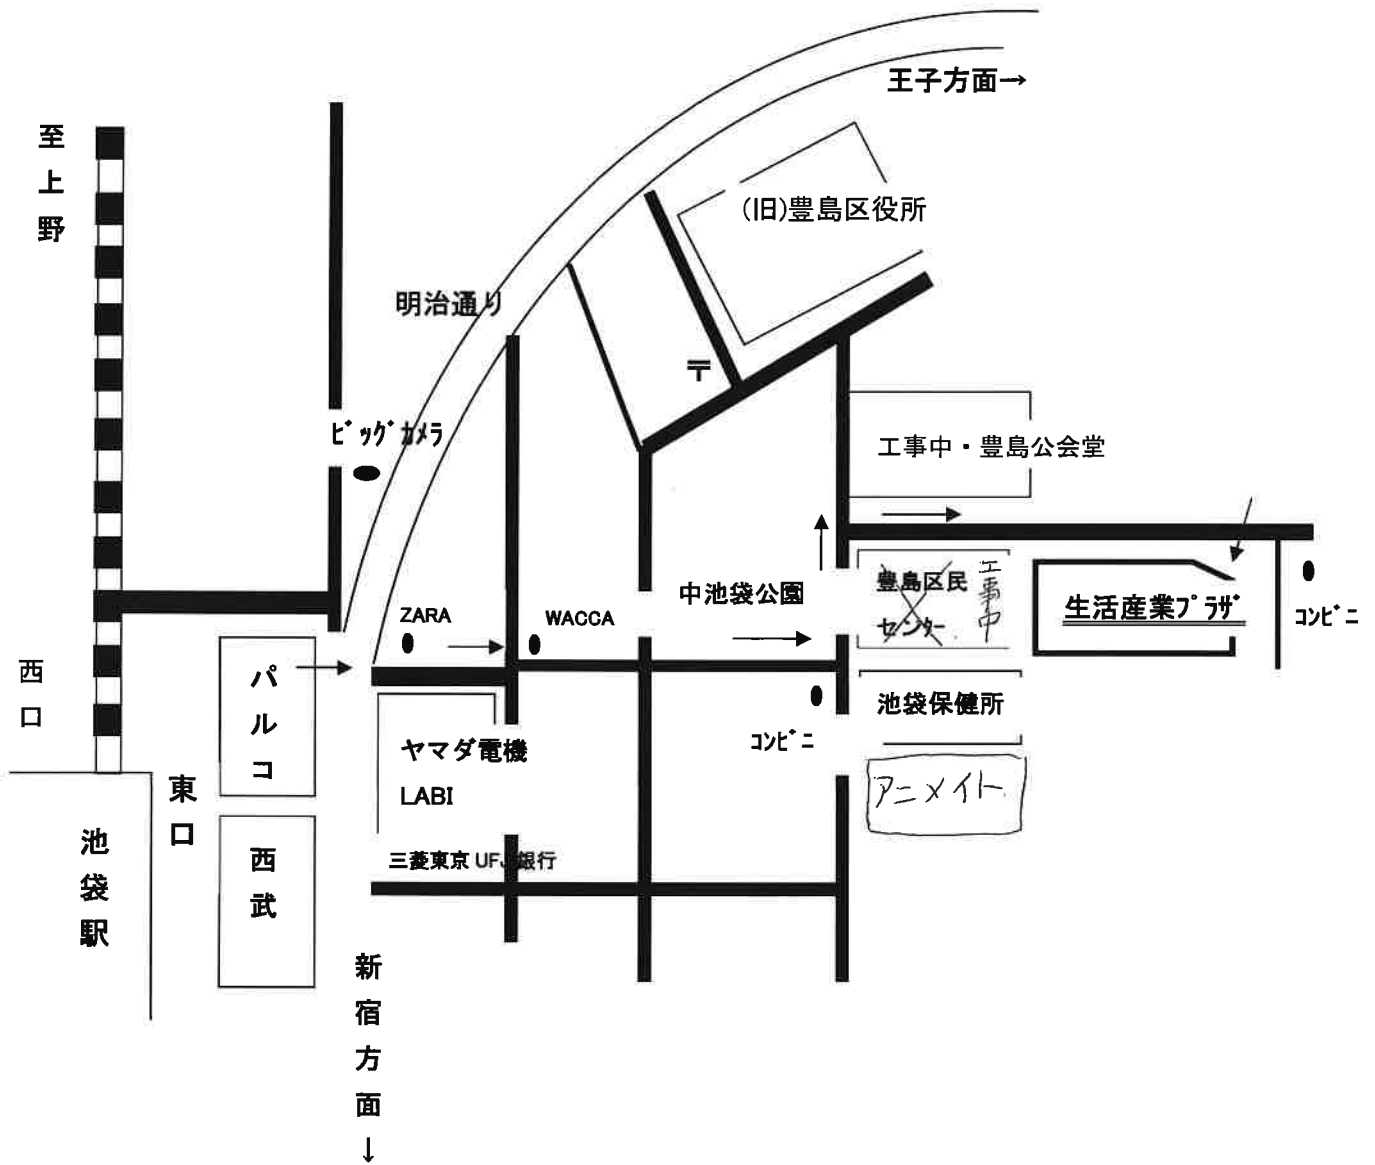 王子方面→
至上野
(旧)豊島区役所
明治通り
〒
ビッグカメラ
工事中・豊島公会堂
ZARA
WACCA
中池袋公園
豊島区民
センター
工事中
生活産業プラザ
コンビニ
西口
パルコ
池袋保健所
コンビニ
ヤマダ電機
LABI
アニメイト
東口
池袋駅
西武
三菱東京UFJ銀行
新宿方面↓